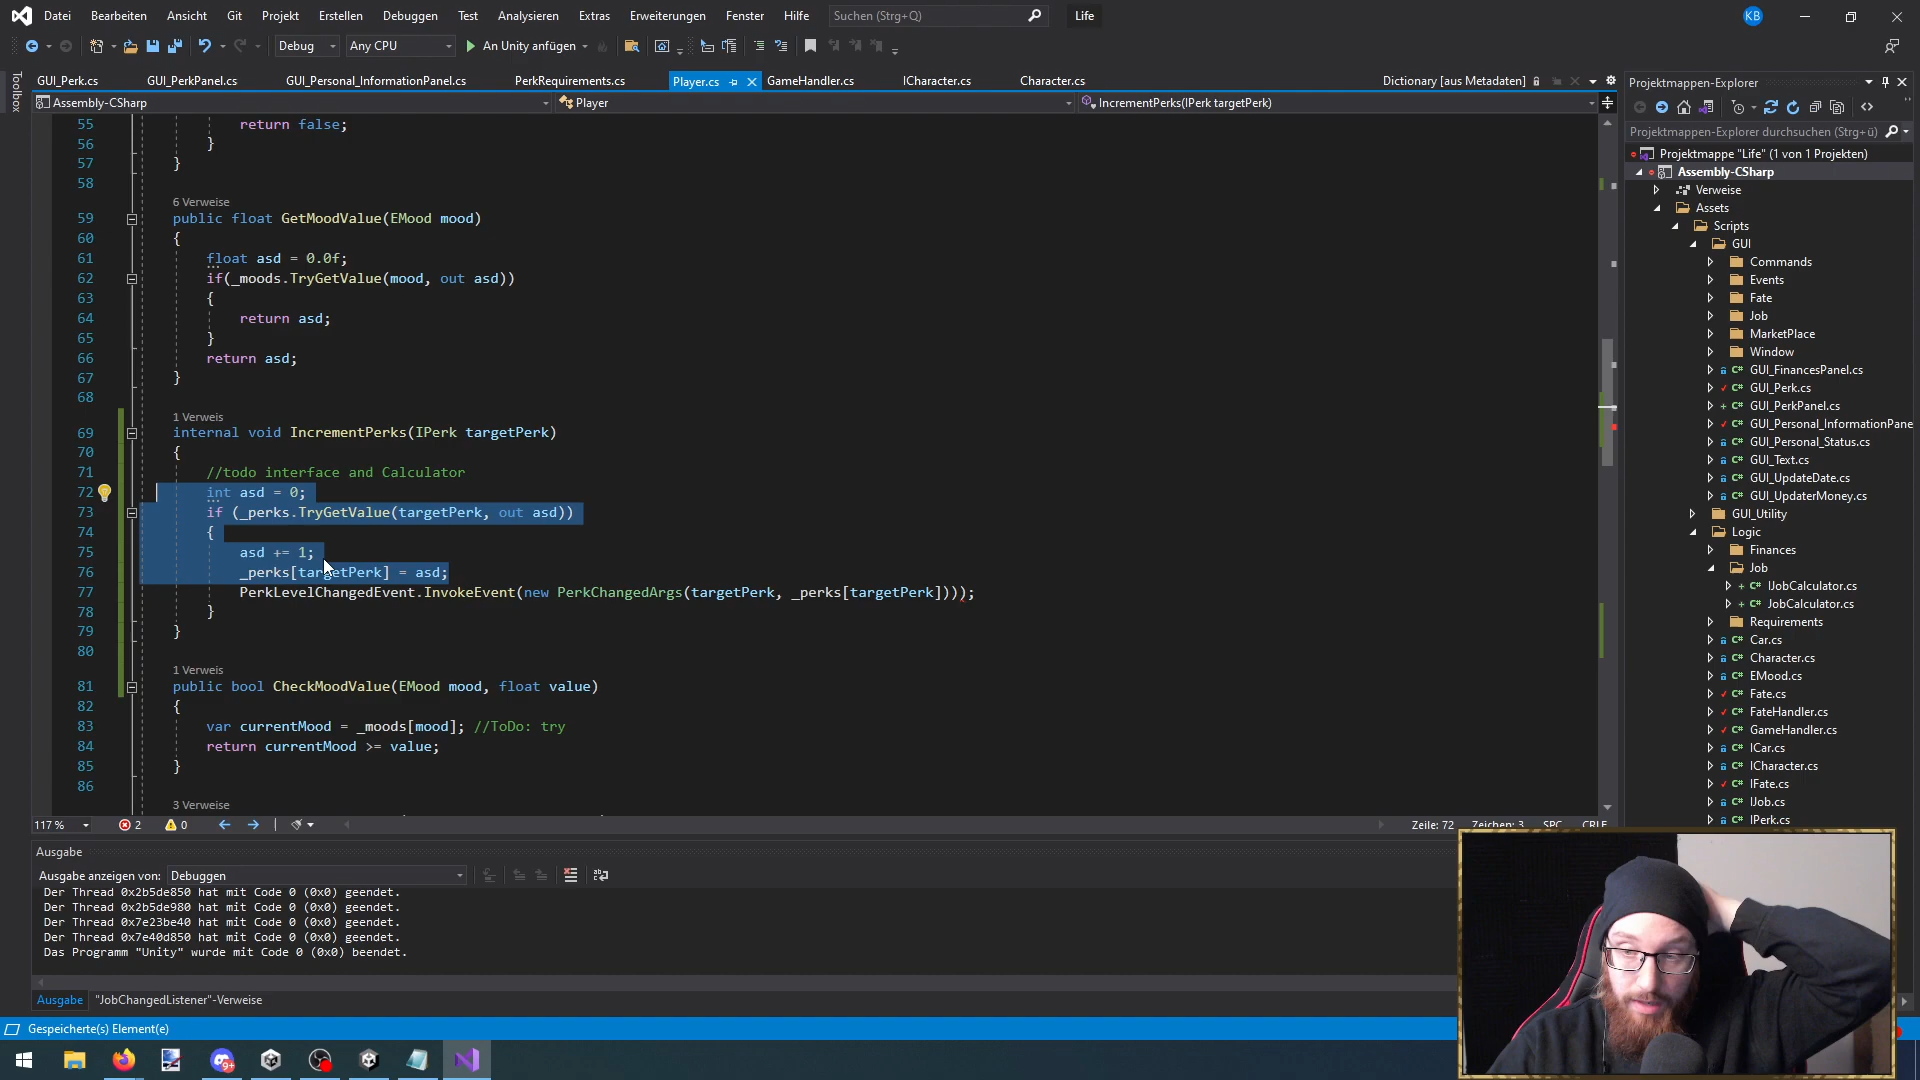 Datei Bearbeiten Ansicht Git Projekt Erstellen Debuggen Test Analysieren Extras Erweiterungen Fenster Hilfe Suchen (Strg+Q) Life KB
Debug Any CPU An Unity anfügen
Toolbox
GUI_Perk.cs GUI_PerkPanel.cs GUI_Personal_InformationPanel.cs PerkRequirements.cs Player.cs GameHandler.cs ICharacter.cs Character.cs Dictionary [aus Metadaten]
Assembly-CSharp Player IncrementPerks(IPerk targetPerk)
55 return false;
56 }
57 }
58
6 Verweise
59 public float GetMoodValue(EMood mood)
60 {
61 float asd = 0.0f;
62 if(_moods.TryGetValue(mood, out asd))
63 {
64 return asd;
65 }
66 return asd;
67 }
68
1 Verweis
69 internal void IncrementPerks(IPerk targetPerk)
70 {
71 //todo interface and Calculator
72 int asd = 0;
73 if (_perks.TryGetValue(targetPerk, out asd))
74 {
75 asd += 1;
76 _perks[targetPerk] = asd;
77 PerkLevelChangedEvent.InvokeEvent(new PerkChangedArgs(targetPerk, _perks[targetPerk])));
78 }
79 }
80
1 Verweis
81 public bool CheckMoodValue(EMood mood, float value)
82 {
83 var currentMood = _moods[mood]; //ToDo: try
84 return currentMood >= value;
85 }
86
3 Verweise
117 % 2 0 Zeile: 72 Zeichen: 3 SPC CRLF
Ausgabe
Ausgabe anzeigen von: Debuggen
Der Thread 0x2b5de850 hat mit Code 0 (0x0) geendet.
Der Thread 0x2b5de980 hat mit Code 0 (0x0) geendet.
Der Thread 0x7e23be40 hat mit Code 0 (0x0) geendet.
Der Thread 0x7e40d850 hat mit Code 0 (0x0) geendet.
Das Programm "Unity" wurde mit Code 0 (0x0) beendet.
Ausgabe "JobChangedListener"-Verweise
Gespeicherte(s) Element(e)
Projektmappen-Explorer
Projektmappen-Explorer durchsuchen (Strg+ü)
Projektmappe "Life" (1 von 1 Projekten)
Assembly-CSharp
Verweise
Assets
Scripts
GUI
Commands
Events
Fate
Job
MarketPlace
Window
GUI_FinancesPanel.cs
GUI_Perk.cs
GUI_PerkPanel.cs
GUI_Personal_InformationPane
GUI_Personal_Status.cs
GUI_Text.cs
GUI_UpdateDate.cs
GUI_UpdaterMoney.cs
GUI_Utility
Logic
Finances
Job
IJobCalculator.cs
JobCalculator.cs
Requirements
Car.cs
Character.cs
EMood.cs
Fate.cs
FateHandler.cs
GameHandler.cs
ICar.cs
ICharacter.cs
IFate.cs
IJob.cs
IPerk.cs
9+